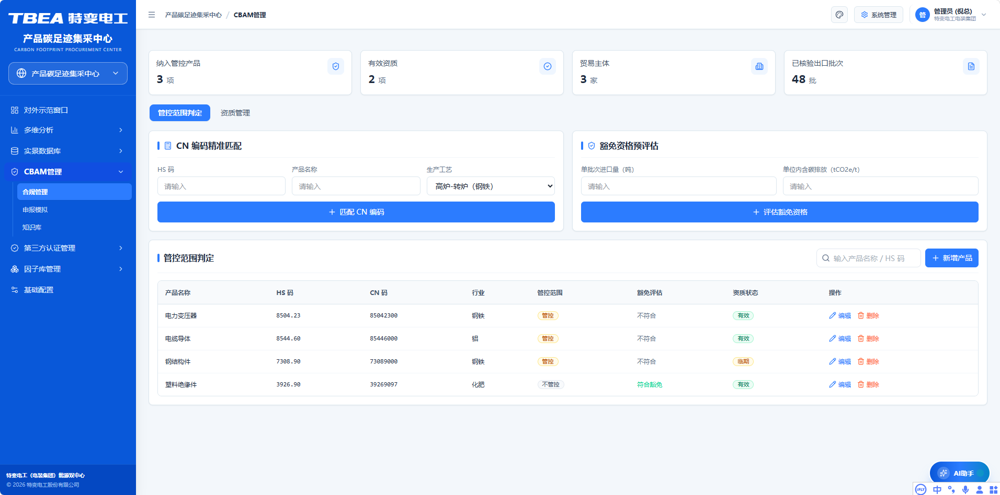 TBEA 特变电工
产品碳足迹集采中心
CARBON FOOTPRINT PROCUREMENT CENTER
产品碳足迹集采中心
对外示范窗口
多维分析
实景数据库
CBAM管理
合规管理
申报模拟
知识库
第三方认证管理
因子库管理
基础配置
特变电工（电装集团）能源双中心
© 2026 特变电工股份有限公司
产品碳足迹集采中心 / CBAM管理
系统管理
管
管理员 (倪总)
特变电工电装集团
纳入管控产品
3 项
有效资质
2 项
贸易主体
3 家
已核验出口批次
48 批
管控范围判定 资质管理
CN 编码精准匹配
HS 码 产品名称 生产工艺
请输入 请输入 高炉-转炉（钢铁）
匹配 CN 编码
豁免资格预评估
单批次进口量（吨） 单位内含碳排放（tCO2e/t）
请输入 请输入
评估豁免资格
管控范围判定
输入产品名称 / HS 码
新增产品
产品名称 HS 码 CN 码 行业 管控范围 豁免评估 资质状态 操作
电力变压器 8504.23 85042300 钢铁 管控 不符合 有效 编辑 删除
电缆导体 8544.60 85446000 铝 管控 不符合 有效 编辑 删除
钢结构件 7308.90 73089000 钢铁 管控 不符合 临期 编辑 删除
塑料绝缘件 3926.90 39269097 化肥 不管控 符合豁免 有效 编辑 删除
AI助手
iFLY 中